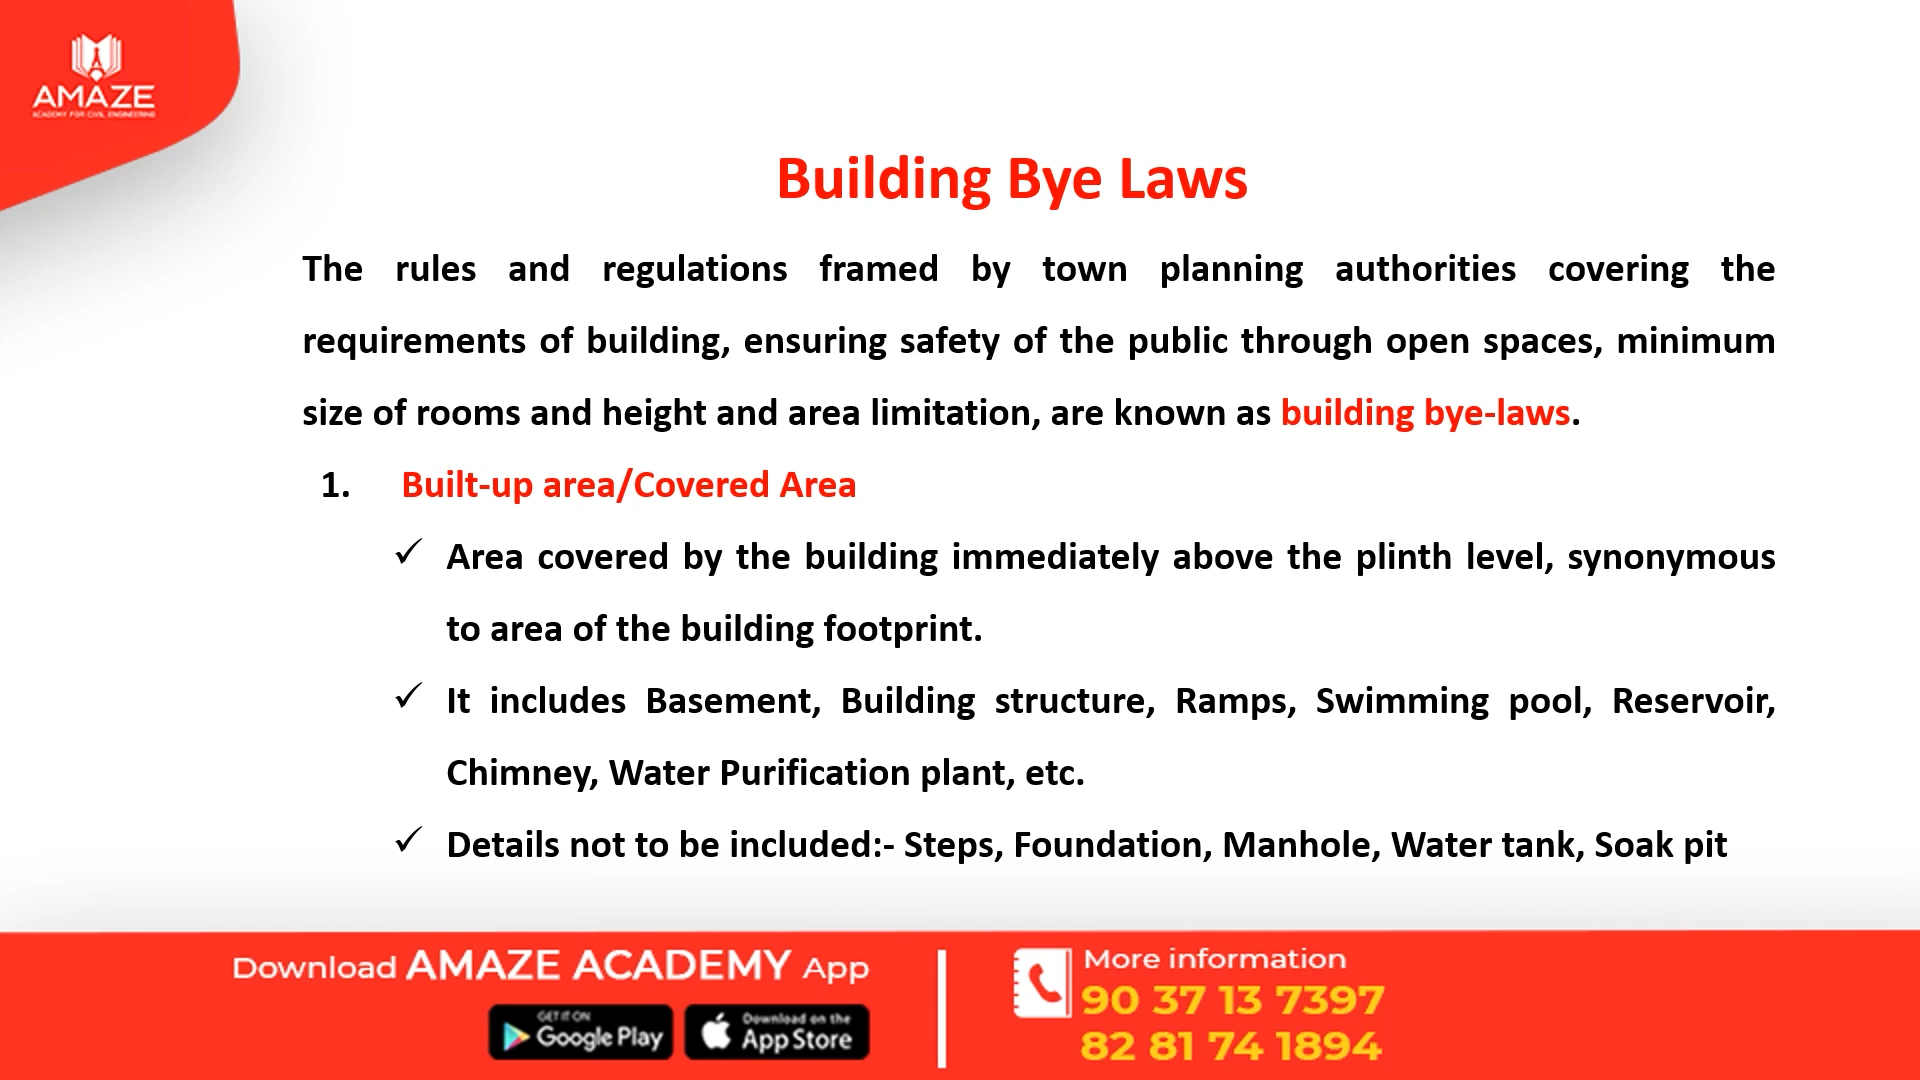 AMAZE
ACADEMY FOR CIVIL ENGINEERING
Building Bye Laws
The rules and regulations framed by town planning authorities covering the
requirements of building, ensuring safety of the public through open spaces, minimum
size of rooms and height and area limitation, are known as building bye-laws.
1. Built-up area/Covered Area
✓ Area covered by the building immediately above the plinth level, synonymous
to area of the building footprint.
✓ It includes Basement, Building structure, Ramps, Swimming pool, Reservoir,
Chimney, Water Purification plant, etc.
✓ Details not to be included:- Steps, Foundation, Manhole, Water tank, Soak pit
Download AMAZE ACADEMY App
GET IT ON
Google Play
Download on the
App Store
More information
90 37 13 7397
82 81 74 1894